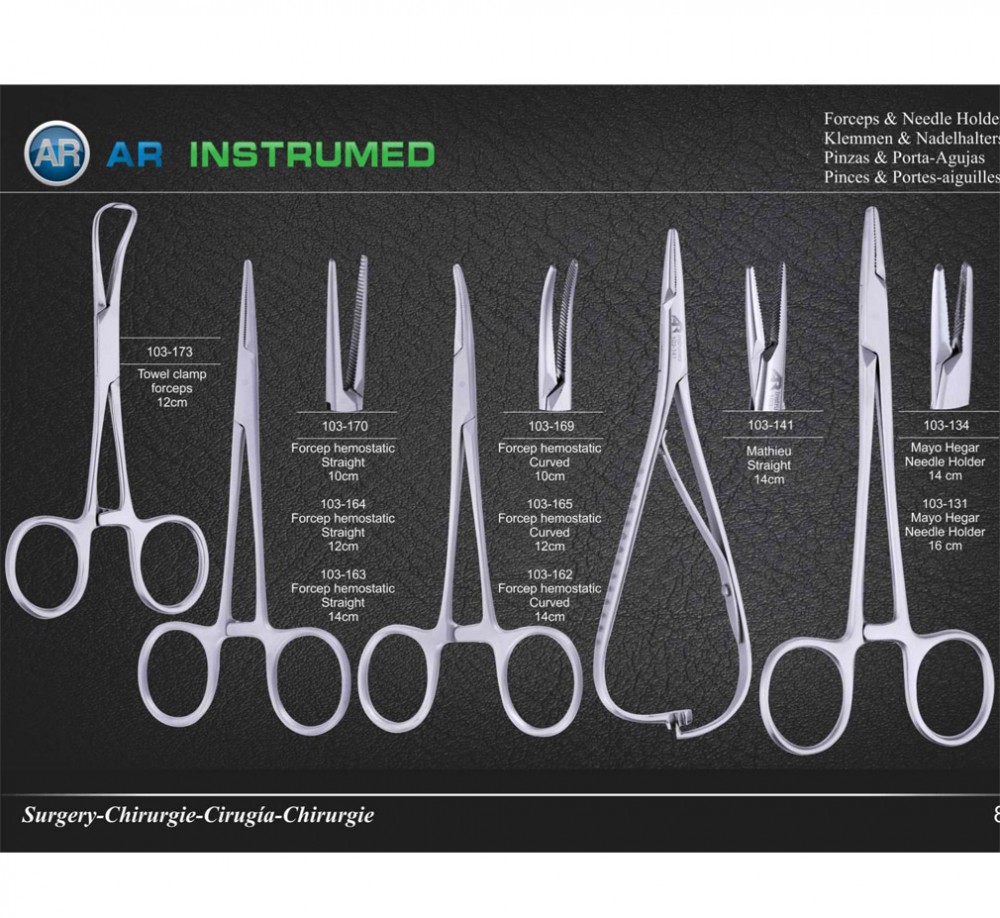 AR AR INSTRUMED
Forceps & Needle Holde
Klemmen & Nadelhalters
Pinzas & Porta-Agujas
Pinces & Portes-aiguilles
103-173
Towel clamp
forceps
12cm
103-170
Forcep hemostatic
Straight
10cm
103-164
Forcep hemostatic
Straight
12cm
103-163
Forcep hemostatic
Straight
14cm
103-169
Forcep hemostatic
Curved
10cm
103-165
Forcep hemostatic
Curved
12cm
103-162
Forcep hemostatic
Curved
14cm
103-141
Mathieu
Straight
14cm
103-134
Mayo Hegar
Needle Holder
14 cm
103-131
Mayo Hegar
Needle Holder
16 cm
Surgery-Chirurgie-Cirugía-Chirurgie